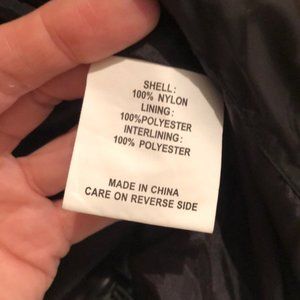 SHELL:
100% NYLON
LINING:
100%POLYESTER
INTERLINING:
100% POLYESTER
MADE IN CHINA
CARE ON REVERSE SIDE